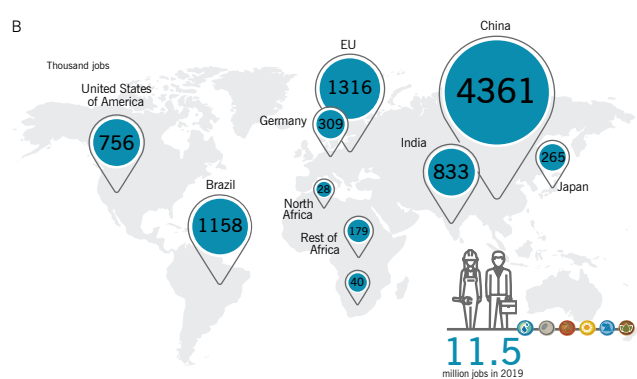 B
Thousand jobs
United States
of America
756
Brazil
1158
EU
1316
Germany
309
China
4361
India
833
265
Japan
28
North
Africa
179
Rest of
Africa
40
11.5
million jobs in 2019